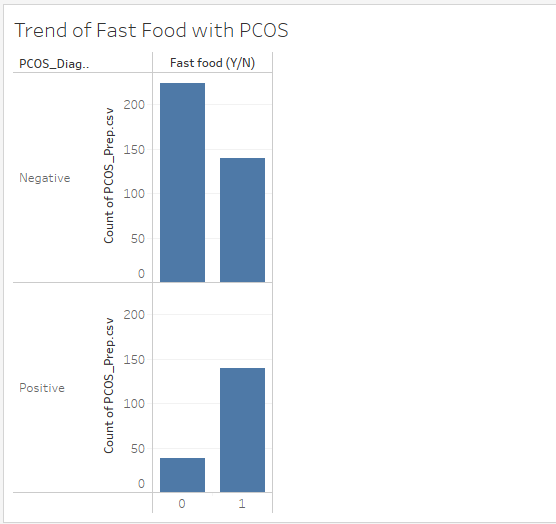 Trend of Fast Food with PCOS
PCOS_Diag..
Fast food (Y/N)
Negative
Count of PCOS_Prep.csv
200
150
100
50
0
Positive
Count of PCOS_Prep.csv
200
150
100
50
0
0
1